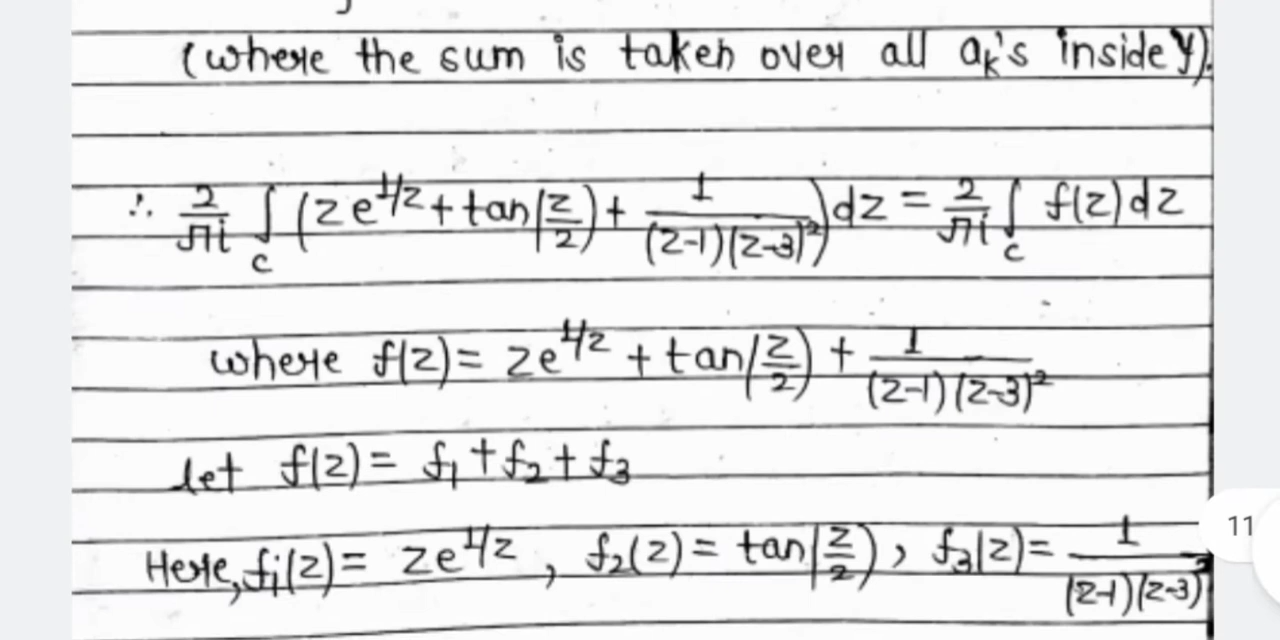 (where the sum is taken over all aₖ's inside γ).
∴ 2/πi ∫_C (ze^{1/z} + tan(z/2) + 1/((z-1)(z-3)²)) dz = 2/πi ∫_C f(z) dz
where f(z) = ze^{1/z} + tan(z/2) + 1/((z-1)(z-3)²)
let f(z) = f₁ + f₂ + f₃
Here, f₁(z) = ze^{1/z} , f₂(z) = tan(z/2), f₃(z) = 1/((z-1)(z-3)²)
11